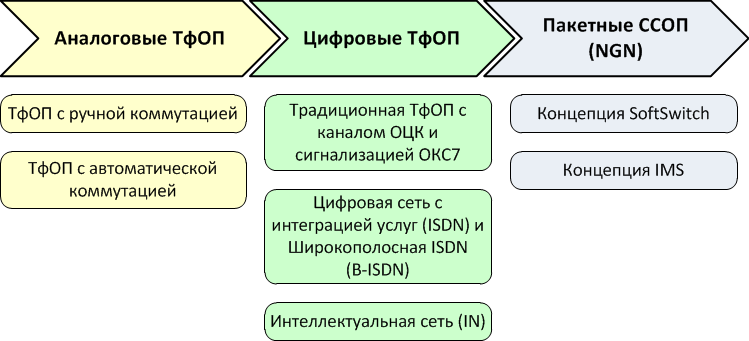 Аналоговые ТфОП
Цифровые ТфОП
Пакетные ССОП
(NGN)
ТфОП с ручной коммутацией
ТфОП с автоматической
коммутацией
Традиционная ТфОП с
каналом ОЦК и
сигнализацией ОКС7
Цифровая сеть с
интеграцией услуг (ISDN) и
Широкополосная ISDN
(B-ISDN)
Интеллектуальная сеть (IN)
Концепция SoftSwitch
Концепция IMS